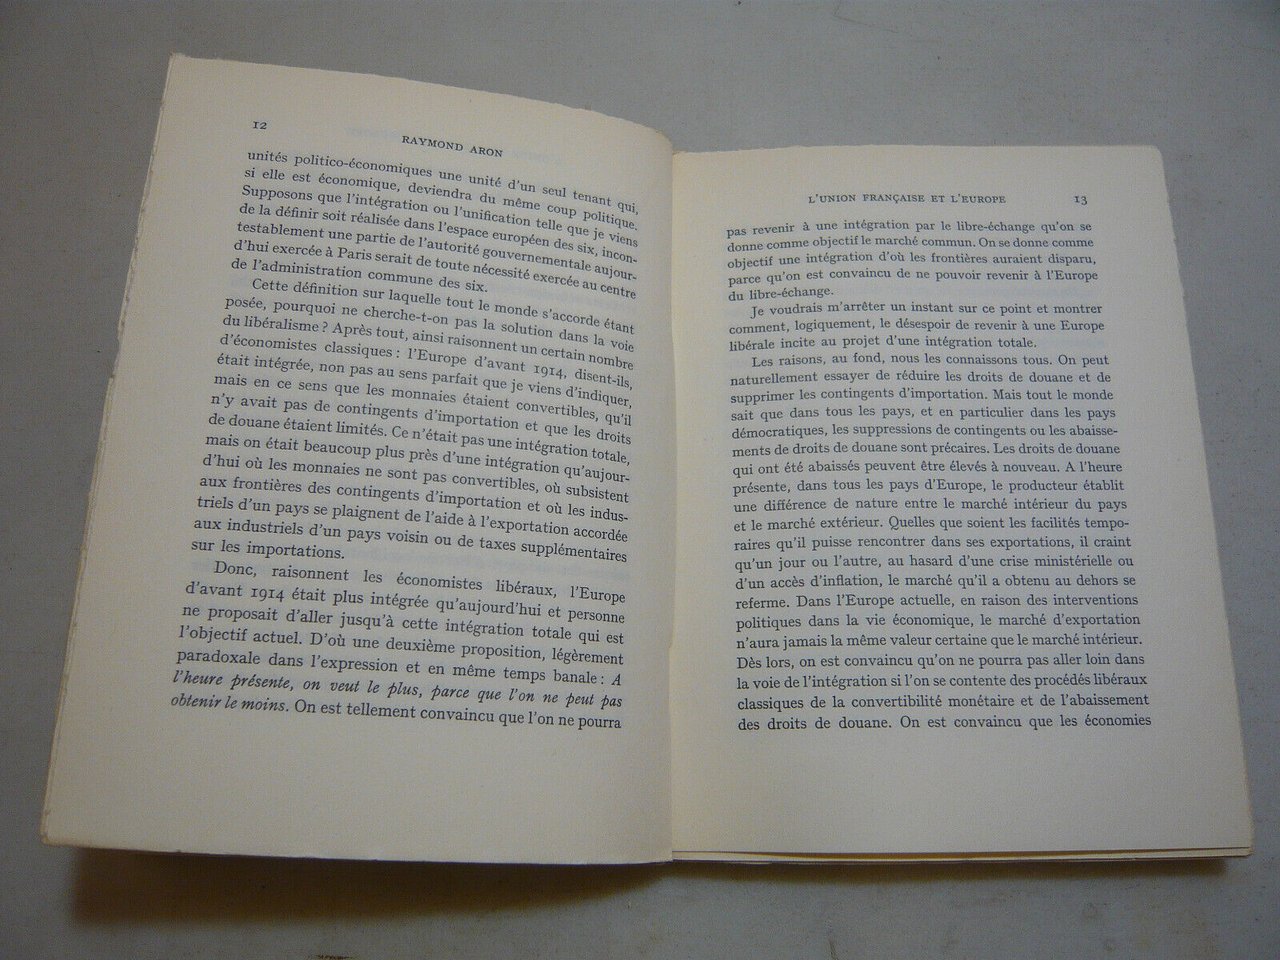 12
RAYMOND ARON
unités politico-économiques une unité d'un seul tenant qui,
si elle est économique, deviendra du même coup politique.
Supposons que l'intégration ou l'unification telle que je viens
de la définir soit réalisée dans l'espace européen des six, incon-
testablement une partie de l'autorité gouvernementale aujour-
d'hui exercée à Paris serait de toute nécessité exercée au centre
de l'administration commune des six.
Cette définition sur laquelle tout le monde s'accorde étant
posée, pourquoi ne cherche-t-on pas la solution dans la voie
du libéralisme? Après tout, ainsi raisonnent un certain nombre
d'économistes classiques : l'Europe d'avant 1914, disent-ils,
était intégrée, non pas au sens parfait que je viens d'indiquer,
mais en ce sens que les monnaies étaient convertibles, qu'il
n'y avait pas de contingents d'importation et que les droits
de douane étaient limités. Ce n'était pas une intégration totale,
mais on était beaucoup plus près d'une intégration qu'aujour-
d'hui où les monnaies ne sont pas convertibles, où subsistent
aux frontières des contingents d'importation et où les indus-
triels d'un pays se plaignent de l'aide à l'exportation accordée
aux industriels d'un pays voisin ou de taxes supplémentaires
sur les importations.
Donc, raisonnent les économistes libéraux, l'Europe
d'avant 1914 était plus intégrée qu'aujourd'hui et personne
ne proposait d'aller jusqu'à cette intégration totale qui est
l'objectif actuel. D'où une deuxième proposition, légèrement
paradoxale dans l'expression et en même temps banale : A
l'heure présente, on veut le plus, parce que l'on ne peut pas
obtenir le moins. On est tellement convaincu que l'on ne pourra
L'UNION FRANÇAISE ET L'EUROPE
13
pas revenir à une intégration par le libre-échange qu'on se
donne comme objectif le marché commun. On se donne comme
objectif une intégration d'où les frontières auraient disparu,
parce qu'on est convaincu de ne pouvoir revenir à l'Europe
du libre-échange.
Je voudrais m'arrêter un instant sur ce point et montrer
comment, logiquement, le désespoir de revenir à une Europe
libérale incite au projet d'une intégration totale.
Les raisons, au fond, nous les connaissons tous. On peut
naturellement essayer de réduire les droits de douane et de
supprimer les contingents d'importation. Mais tout le monde
sait que dans tous les pays, et en particulier dans les pays
démocratiques, les suppressions de contingents ou les abaisse-
ments de droits de douane sont précaires. Les droits de douane
qui ont été abaissés peuvent être élevés à nouveau. A l'heure
présente, dans tous les pays d'Europe, le producteur établit
une différence de nature entre le marché intérieur du pays
et le marché extérieur. Quelles que soient les facilités tempo-
raires qu'il puisse rencontrer dans ses exportations, il craint
qu'un jour ou l'autre, au hasard d'une crise ministérielle ou
d'un accès d'inflation, le marché qu'il a obtenu au dehors se
referme. Dans l'Europe actuelle, en raison des interventions
politiques dans la vie économique, le marché d'exportation
n'aura jamais la même valeur certaine que le marché intérieur.
Dès lors, on est convaincu qu'on ne pourra pas aller loin dans
la voie de l'intégration si l'on se contente des procédés libéraux
classiques de la convertibilité monétaire et de l'abaissement
des droits de douane. On est convaincu que les économies